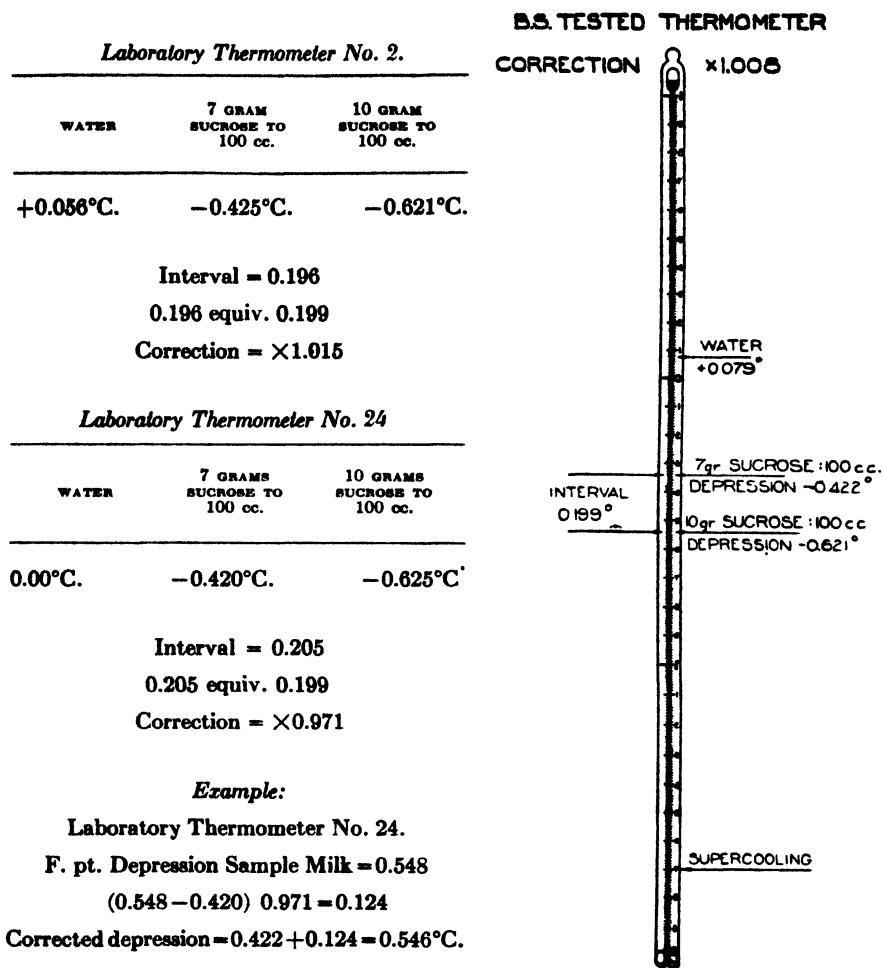 Laboratory Thermometer No. 2.
WATER
7 GRAM SUCROSE TO 100 cc.
10 GRAM SUCROSE TO 100 cc.
+0.056°C.
−0.425°C.
−0.621°C.
Interval = 0.196
0.196 equiv. 0.199
Correction = ×1.015
Laboratory Thermometer No. 24
WATER
7 GRAMS SUCROSE TO 100 cc.
10 GRAMS SUCROSE TO 100 cc.
0.00°C.
−0.420°C.
−0.625°C.
Interval = 0.205
0.205 equiv. 0.199
Correction = ×0.971
Example:
Laboratory Thermometer No. 24.
F. pt. Depression Sample Milk = 0.548
(0.548−0.420) 0.971 = 0.124
Corrected depression = 0.422 + 0.124 = 0.546°C.
B.S. TESTED THERMOMETER
CORRECTION ×1.008
WATER
+0.079°
7gr SUCROSE : 100 cc.
DEPRESSION −0.422°
INTERVAL
0.199°
10gr SUCROSE : 100 cc
DEPRESSION −0.621°
SUPERCOOLING